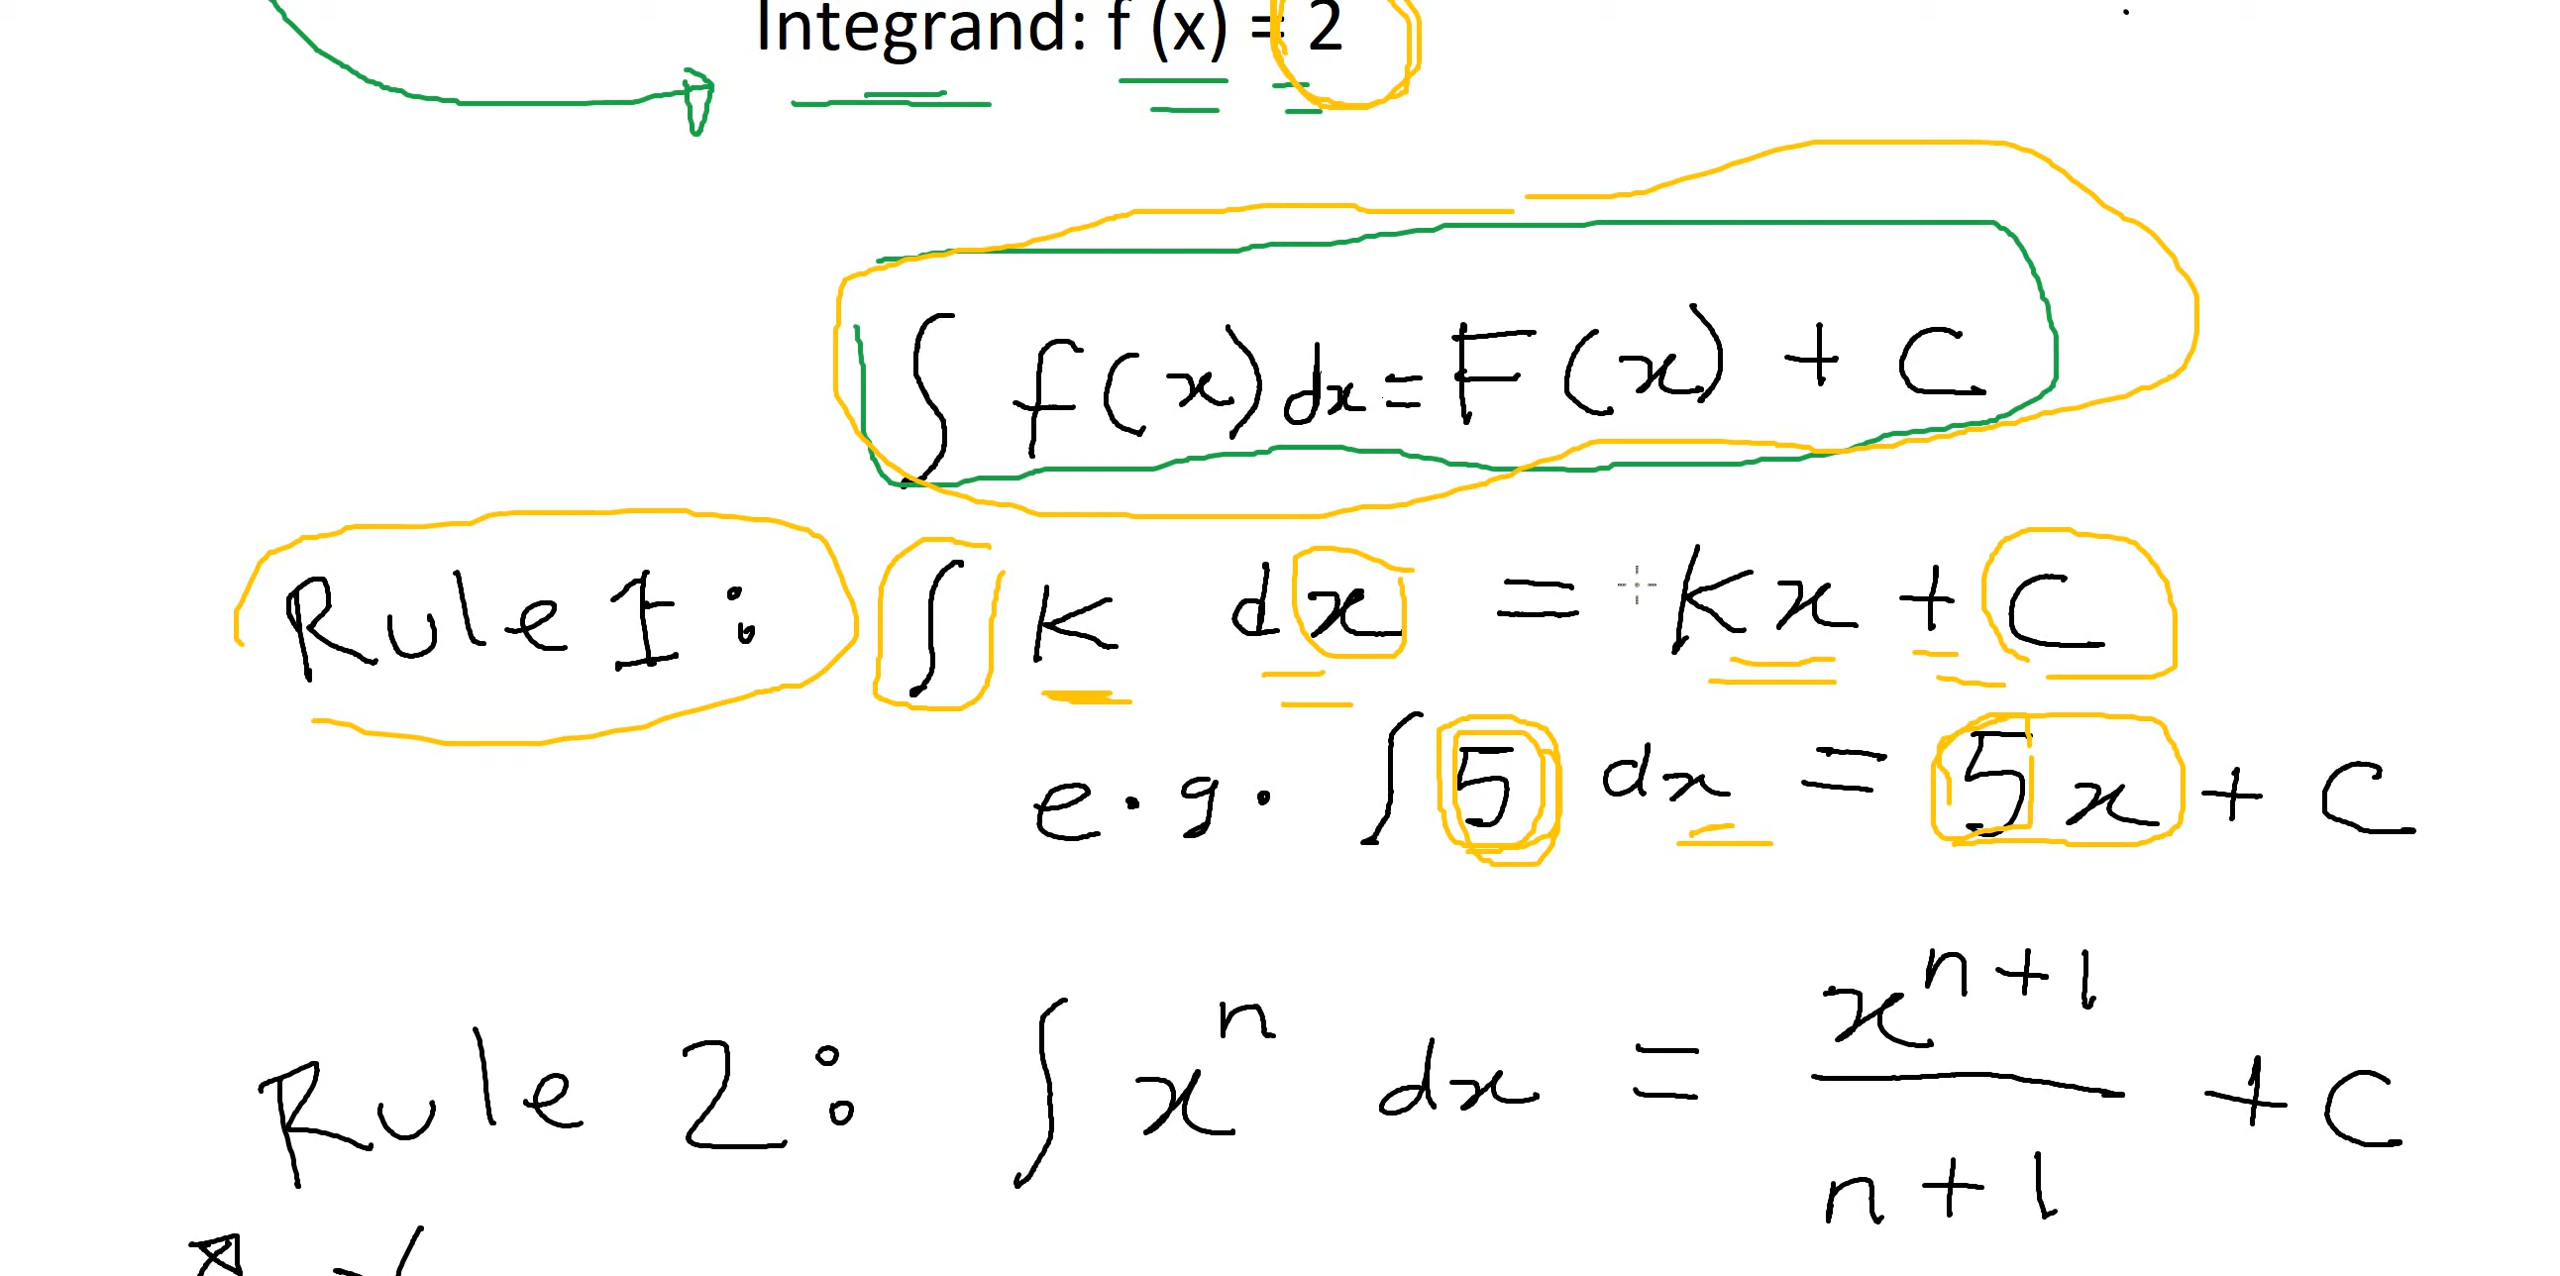 Integrand: f (x) = 2
∫ f(x) dx = F(x) + C
Rule 1: ∫ K dx = Kx + C
e.g. ∫ 5 dx = 5x + C
Rule 2: ∫ x^n dx = x^(n+1)/(n+1) + C